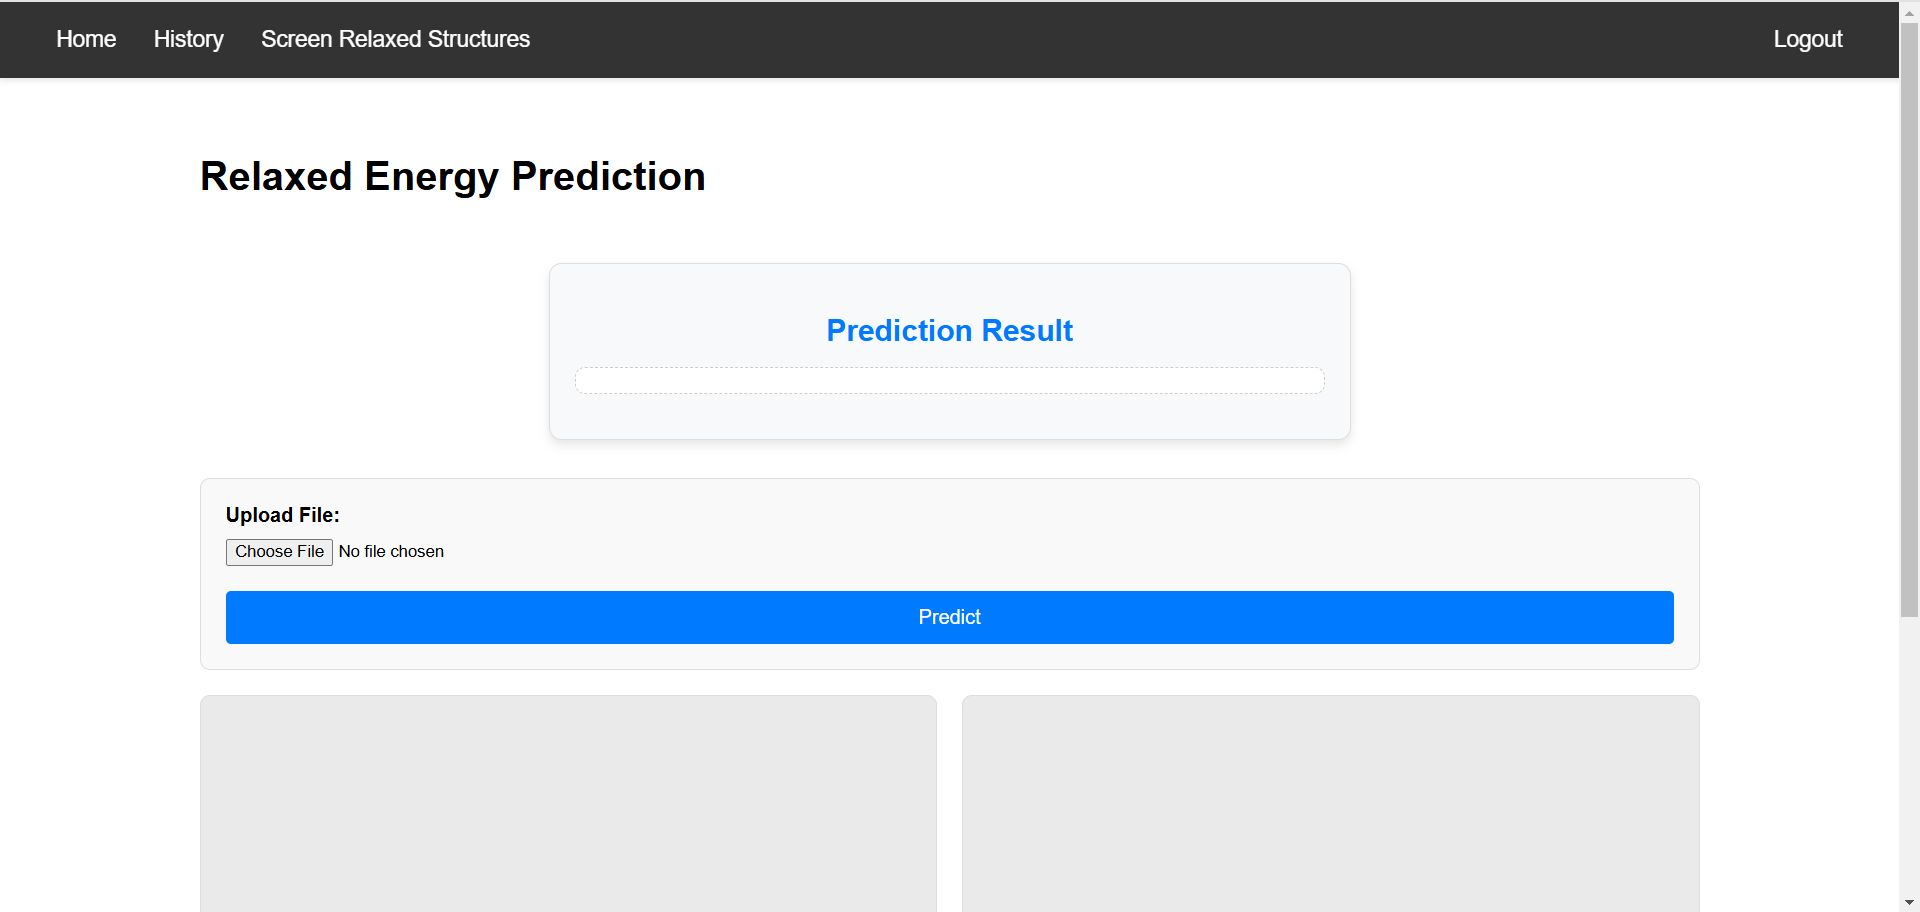 Home History Screen Relaxed Structures Logout
Relaxed Energy Prediction
Prediction Result
Upload File:
Choose File No file chosen
Predict